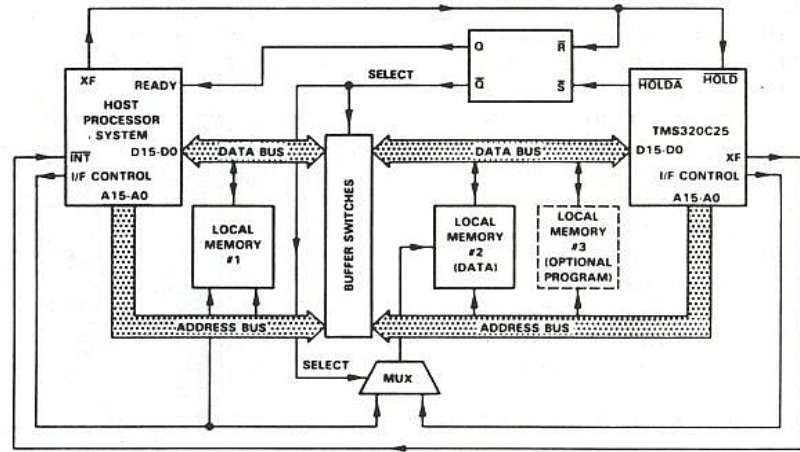 XF
READY
HOST
PROCESSOR
SYSTEM
INT
D15-D0
I/F CONTROL
A15-A0
SELECT
Q
R̅
Q̅
S̅
H̅O̅L̅D̅A̅
H̅O̅L̅D̅
TMS320C25
D15-D0
XF
I/F CONTROL
A15-A0
DATA BUS
DATA BUS
BUFFER SWITCHES
LOCAL
MEMORY
#1
LOCAL
MEMORY
#2
(DATA)
LOCAL
MEMORY
#3
(OPTIONAL
PROGRAM)
ADDRESS BUS
ADDRESS BUS
SELECT
MUX